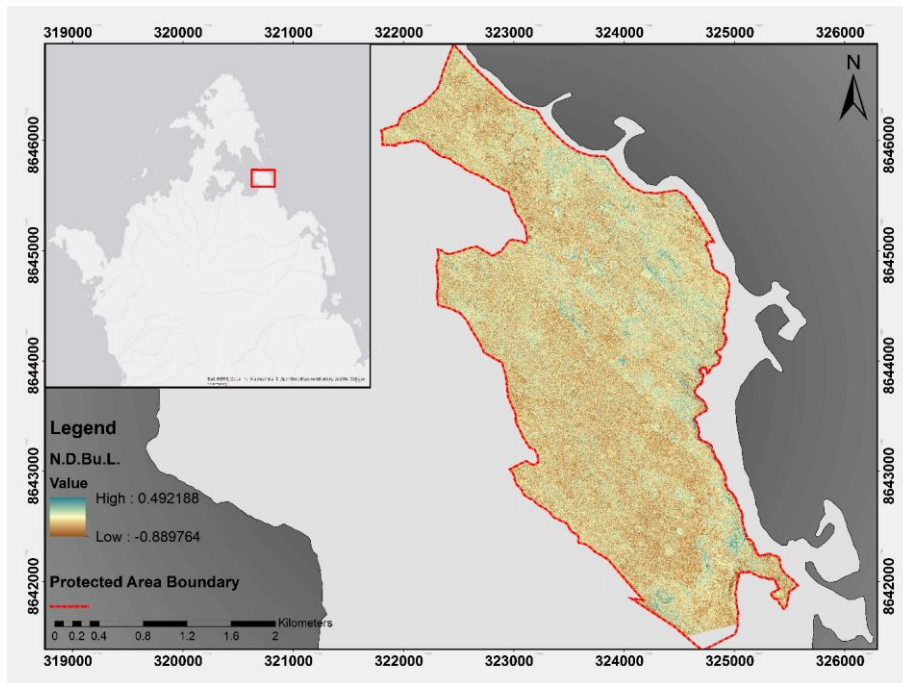 319000 320000 321000 322000 323000 324000 325000 326000
N
8646000
8645000
8644000
8643000
8642000
Legend
N.D.Bu.L.
Value
High : 0.492188
Low : -0.889764
Protected Area Boundary
0 0.2 0.4 0.8 1.2 1.6 2 Kilometers
8646000
8645000
8644000
8643000
8642000
319000 320000 321000 322000 323000 324000 325000 326000